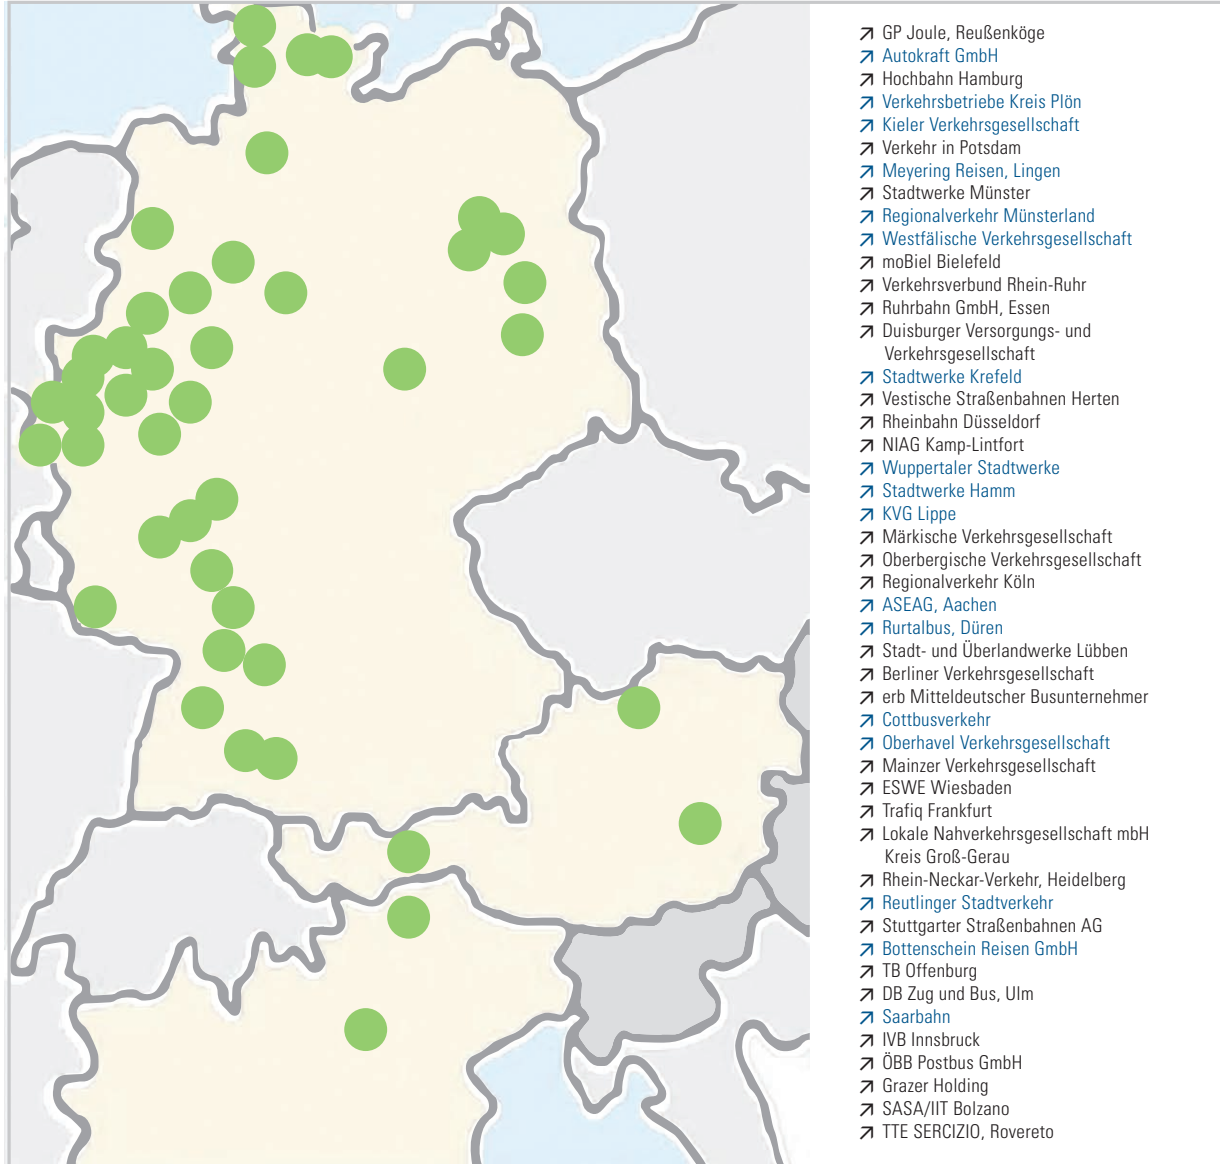 GP Joule, Reußenköge
Autokraft GmbH
Hochbahn Hamburg
Verkehrsbetriebe Kreis Plön
Kieler Verkehrsgesellschaft
Verkehr in Potsdam
Meyering Reisen, Lingen
Stadtwerke Münster
Regionalverkehr Münsterland
Westfälische Verkehrsgesellschaft
moBiel Bielefeld
Verkehrsverbund Rhein-Ruhr
Ruhrbahn GmbH, Essen
Duisburger Versorgungs- und
Verkehrsgesellschaft
Stadtwerke Krefeld
Vestische Straßenbahnen Herten
Rheinbahn Düsseldorf
NIAG Kamp-Lintfort
Wuppertaler Stadtwerke
Stadtwerke Hamm
KVG Lippe
Märkische Verkehrsgesellschaft
Oberbergische Verkehrsgesellschaft
Regionalverkehr Köln
ASEAG, Aachen
Rurtalbus, Düren
Stadt- und Überlandwerke Lübben
Berliner Verkehrsgesellschaft
erb Mitteldeutscher Busunternehmer
Cottbusverkehr
Oberhavel Verkehrsgesellschaft
Mainzer Verkehrsgesellschaft
ESWE Wiesbaden
Trafiq Frankfurt
Lokale Nahverkehrsgesellschaft mbH
Kreis Groß-Gerau
Rhein-Neckar-Verkehr, Heidelberg
Reutlinger Stadtverkehr
Stuttgarter Straßenbahnen AG
Bottenschein Reisen GmbH
TB Offenburg
DB Zug und Bus, Ulm
Saarbahn
IVB Innsbruck
ÖBB Postbus GmbH
Grazer Holding
SASA/IIT Bolzano
TTE SERCIZIO, Rovereto